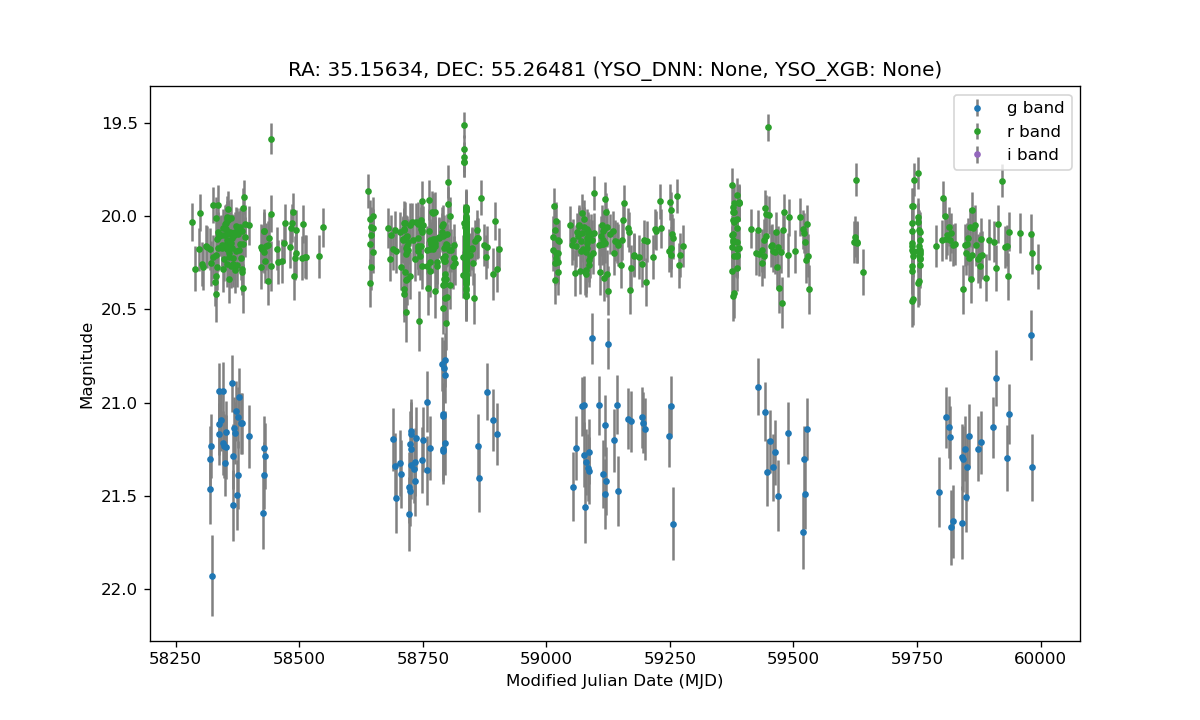 RA: 35.15634, DEC: 55.26481 (YSO_DNN: None, YSO_XGB: None)
g band
r band
i band
19.5
20.0
20.5
21.0
21.5
22.0
Magnitude
58250 58500 58750 59000 59250 59500 59750 60000
Modified Julian Date (MJD)